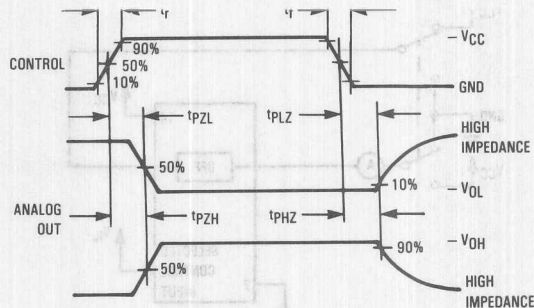 tr tf
90%
VCC
CONTROL
50%
10%
GND
tPZL tPLZ
HIGH
IMPEDANCE
50%
10%
VOL
ANALOG
OUT
tPZH tPHZ
VOH
90%
50%
HIGH
IMPEDANCE